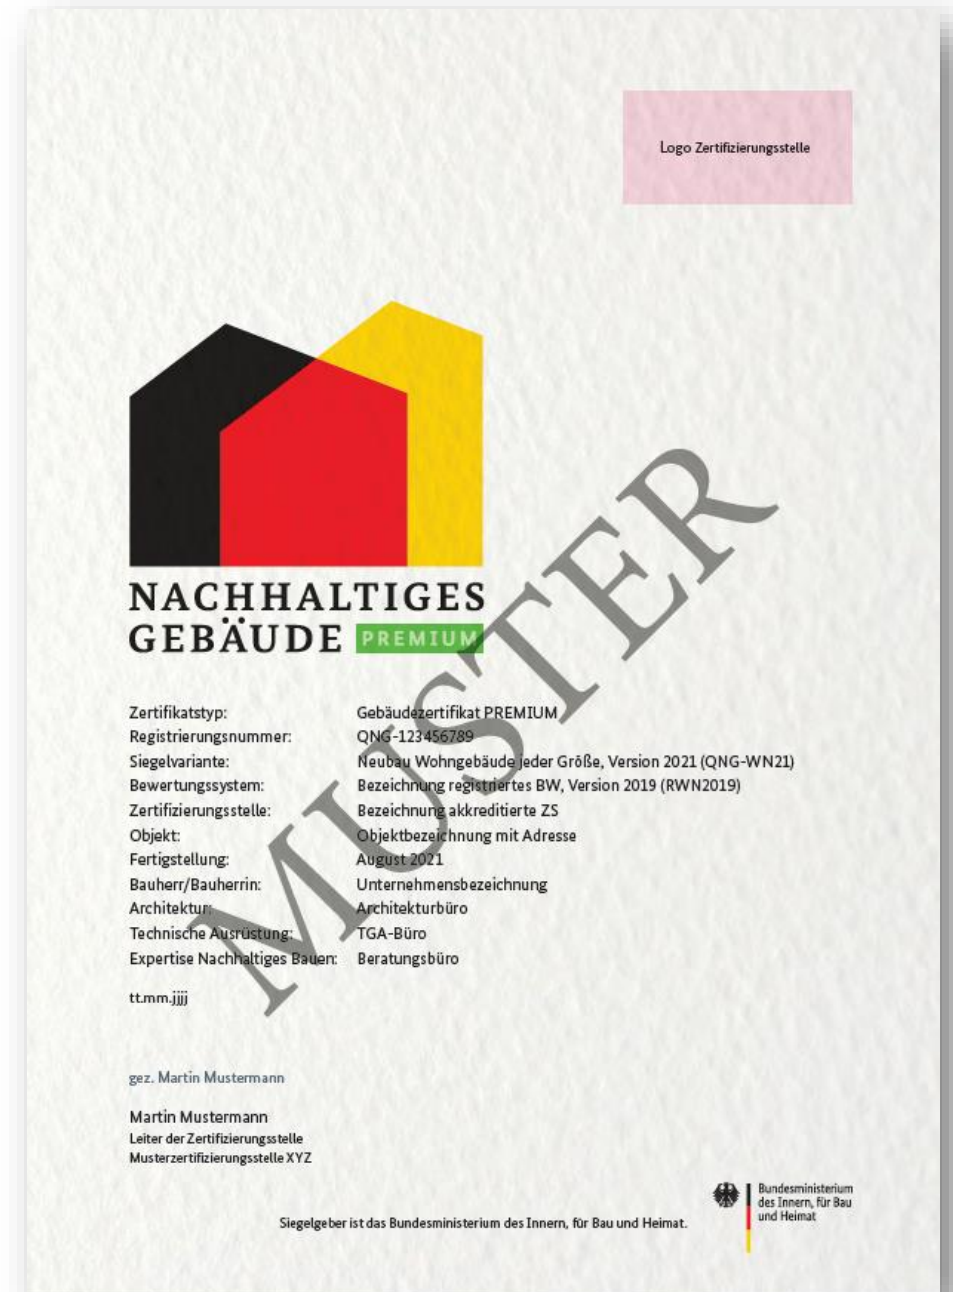 Logo Zertifizierungsstelle
NACHHALTIGES
GEBÄUDE PREMIUM
MUSTER
Zertifikatstyp: Gebäudezertifikat PREMIUM
Registrierungsnummer: QNG-123456789
Siegelvariante: Neubau Wohngebäude jeder Größe, Version 2021 (QNG-WN21)
Bewertungssystem: Bezeichnung registriertes BW, Version 2019 (RWN2019)
Zertifizierungsstelle: Bezeichnung akkreditierte ZS
Objekt: Objektbezeichnung mit Adresse
Fertigstellung: August 2021
Bauherr/Bauherrin: Unternehmensbezeichnung
Architektur: Architekturbüro
Technische Ausrüstung: TGA-Büro
Expertise Nachhaltiges Bauen: Beratungsbüro
tt.mm.jjjj
gez. Martin Mustermann
Martin Mustermann
Leiter der Zertifizierungsstelle
Musterzertifizierungsstelle XYZ
Siegelgeber ist das Bundesministerium des Innern, für Bau und Heimat.
Bundesministerium
des Innern, für Bau
und Heimat